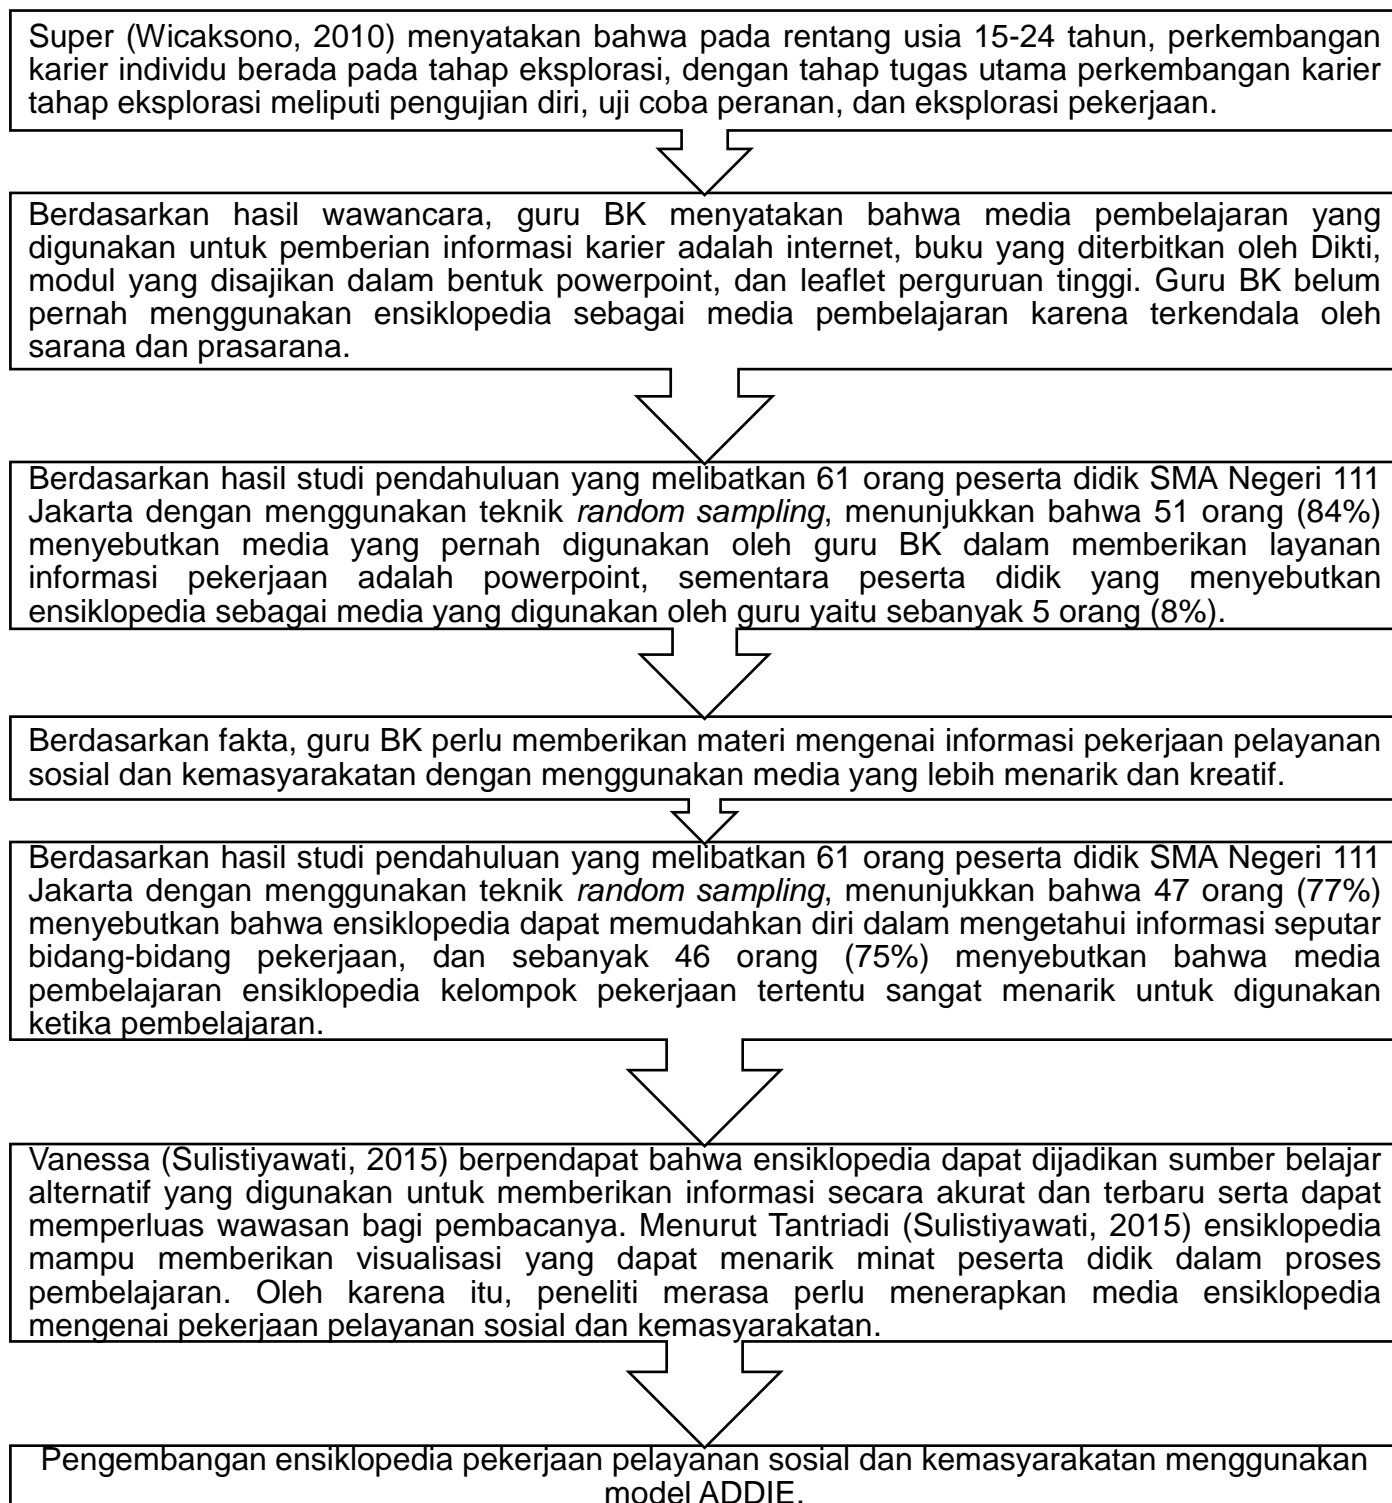 Super (Wicaksono, 2010) menyatakan bahwa pada rentang usia 15-24 tahun, perkembangan
karier individu berada pada tahap eksplorasi, dengan tahap tugas utama perkembangan karier
tahap eksplorasi meliputi pengujian diri, uji coba peranan, dan eksplorasi pekerjaan.
Berdasarkan hasil wawancara, guru BK menyatakan bahwa media pembelajaran yang
digunakan untuk pemberian informasi karier adalah internet, buku yang diterbitkan oleh Dikti,
modul yang disajikan dalam bentuk powerpoint, dan leaflet perguruan tinggi. Guru BK belum
pernah menggunakan ensiklopedia sebagai media pembelajaran karena terkendala oleh
sarana dan prasarana.
Berdasarkan hasil studi pendahuluan yang melibatkan 61 orang peserta didik SMA Negeri 111
Jakarta dengan menggunakan teknik random sampling, menunjukkan bahwa 51 orang (84%)
menyebutkan media yang pernah digunakan oleh guru BK dalam memberikan layanan
informasi pekerjaan adalah powerpoint, sementara peserta didik yang menyebutkan
ensiklopedia sebagai media yang digunakan oleh guru yaitu sebanyak 5 orang (8%).
Berdasarkan fakta, guru BK perlu memberikan materi mengenai informasi pekerjaan pelayanan
sosial dan kemasyarakatan dengan menggunakan media yang lebih menarik dan kreatif.
Berdasarkan hasil studi pendahuluan yang melibatkan 61 orang peserta didik SMA Negeri 111
Jakarta dengan menggunakan teknik random sampling, menunjukkan bahwa 47 orang (77%)
menyebutkan bahwa ensiklopedia dapat memudahkan diri dalam mengetahui informasi seputar
bidang-bidang pekerjaan, dan sebanyak 46 orang (75%) menyebutkan bahwa media
pembelajaran ensiklopedia kelompok pekerjaan tertentu sangat menarik untuk digunakan
ketika pembelajaran.
Vanessa (Sulistiyawati, 2015) berpendapat bahwa ensiklopedia dapat dijadikan sumber belajar
alternatif yang digunakan untuk memberikan informasi secara akurat dan terbaru serta dapat
memperluas wawasan bagi pembacanya. Menurut Tantriadi (Sulistiyawati, 2015) ensiklopedia
mampu memberikan visualisasi yang dapat menarik minat peserta didik dalam proses
pembelajaran. Oleh karena itu, peneliti merasa perlu menerapkan media ensiklopedia
mengenai pekerjaan pelayanan sosial dan kemasyarakatan.
Pengembangan ensiklopedia pekerjaan pelayanan sosial dan kemasyarakatan menggunakan
model ADDIE.